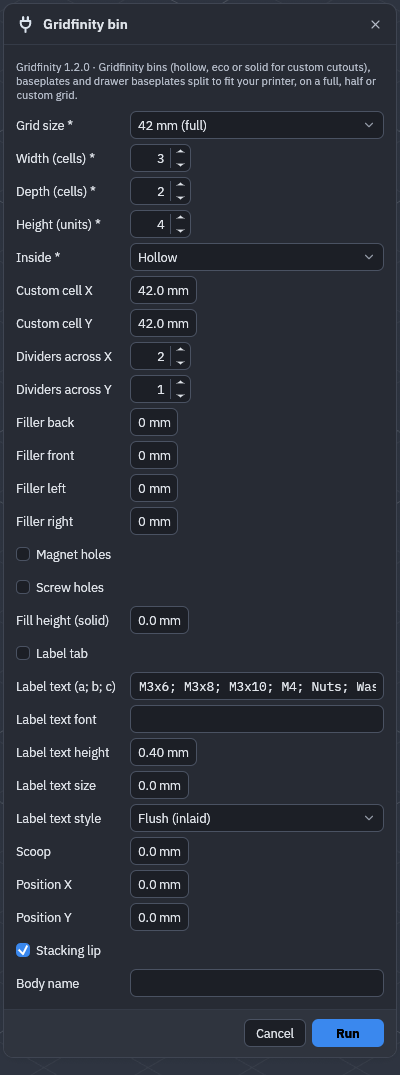 Gridfinity bin
Gridfinity 1.2.0 · Gridfinity bins (hollow, eco or solid for custom cutouts),
baseplates and drawer baseplates split to fit your printer, on a full, half or
custom grid.
Grid size * 42 mm (full)
Width (cells) * 3
Depth (cells) * 2
Height (units) * 4
Inside * Hollow
Custom cell X 42.0 mm
Custom cell Y 42.0 mm
Dividers across X 2
Dividers across Y 1
Filler back 0 mm
Filler front 0 mm
Filler left 0 mm
Filler right 0 mm
Magnet holes
Screw holes
Fill height (solid) 0.0 mm
Label tab
Label text (a; b; c) M3x6; M3x8; M3x10; M4; Nuts; Was
Label text font
Label text height 0.40 mm
Label text size 0.0 mm
Label text style Flush (inlaid)
Scoop 0.0 mm
Position X 0.0 mm
Position Y 0.0 mm
Stacking lip
Body name
Cancel Run